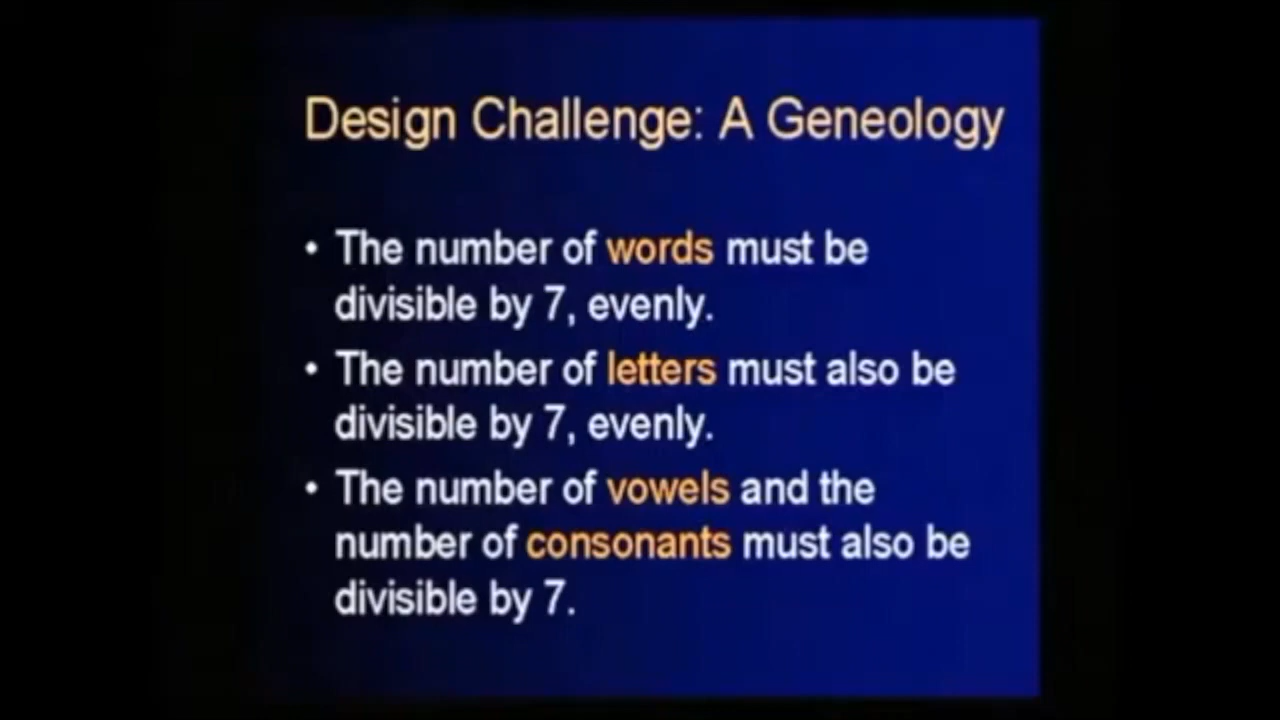 Design Challenge: A Geneology
• The number of words must be
divisible by 7, evenly.
• The number of letters must also be
divisible by 7, evenly.
• The number of vowels and the
number of consonants must also be
divisible by 7.